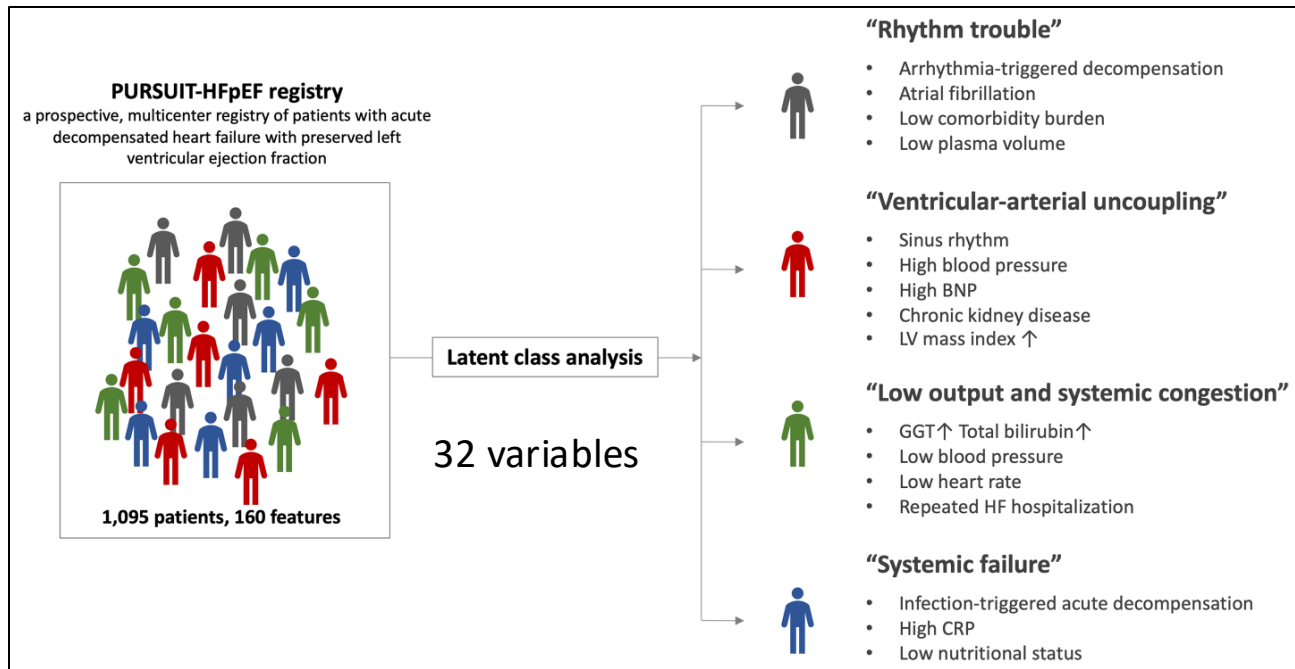 PURSUIT-HFpEF registry
a prospective, multicenter registry of patients with acute
decompensated heart failure with preserved left
ventricular ejection fraction
1,095 patients, 160 features
Latent class analysis
32 variables
“Rhythm trouble”
• Arrhythmia-triggered decompensation
• Atrial fibrillation
• Low comorbidity burden
• Low plasma volume
“Ventricular-arterial uncoupling”
• Sinus rhythm
• High blood pressure
• High BNP
• Chronic kidney disease
• LV mass index ↑
“Low output and systemic congestion”
• GGT↑ Total bilirubin↑
• Low blood pressure
• Low heart rate
• Repeated HF hospitalization
“Systemic failure”
• Infection-triggered acute decompensation
• High CRP
• Low nutritional status